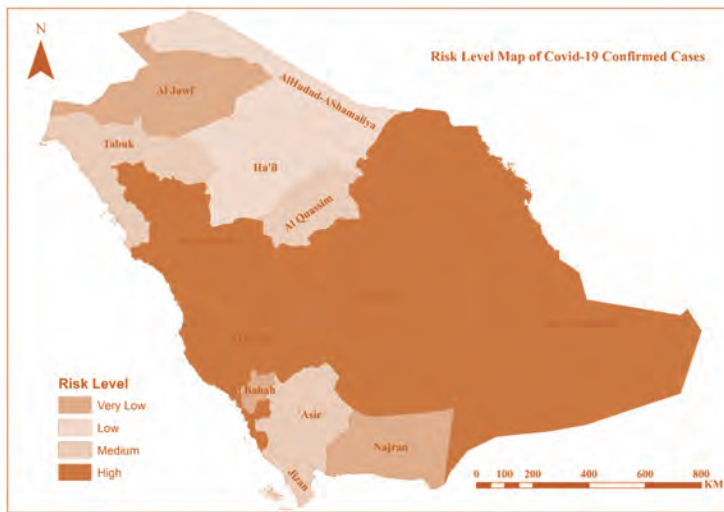 N
Risk Level Map of Covid-19 Confirmed Cases
Al Jawf
AlHudud-AShamaliya
Tabuk
Ha'il
Al Quassim
Bahah
'Asir
Najran
Jizan
Risk Level
Very Low
Low
Medium
High
0 100 200 400 600 800
KM